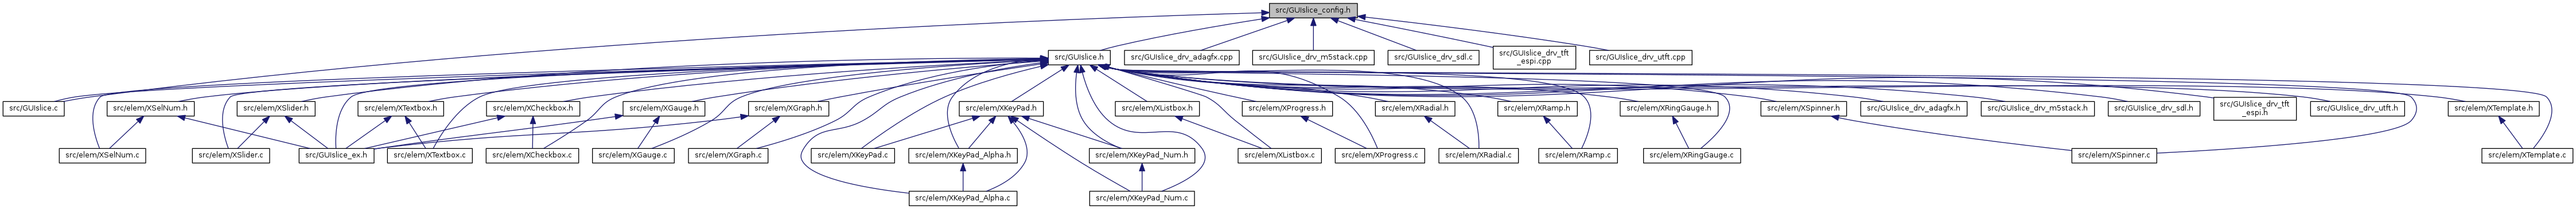 src/GUIslice_config.h
src/GUIslice.h
src/GUIslice_drv_adagfx.cpp
src/GUIslice_drv_m5stack.cpp
src/GUIslice_drv_sdl.c
src/GUIslice_drv_tft
_espi.cpp
src/GUIslice_drv_utft.cpp
src/GUIslice.c
src/elem/XSelNum.h
src/elem/XSlider.h
src/elem/XTextbox.h
src/elem/XCheckbox.h
src/elem/XGauge.h
src/elem/XGraph.h
src/elem/XKeyPad.h
src/elem/XListbox.h
src/elem/XProgress.h
src/elem/XRadial.h
src/elem/XRamp.h
src/elem/XRingGauge.h
src/elem/XSpinner.h
src/GUIslice_drv_adagfx.h
src/GUIslice_drv_m5stack.h
src/GUIslice_drv_sdl.h
src/GUIslice_drv_tft
_espi.h
src/GUIslice_drv_utft.h
src/elem/XTemplate.h
src/elem/XSelNum.c
src/elem/XSlider.c
src/GUIslice_ex.h
src/elem/XTextbox.c
src/elem/XCheckbox.c
src/elem/XGauge.c
src/elem/XGraph.c
src/elem/XKeyPad.c
src/elem/XKeyPad_Alpha.h
src/elem/XKeyPad_Num.h
src/elem/XListbox.c
src/elem/XProgress.c
src/elem/XRadial.c
src/elem/XRamp.c
src/elem/XRingGauge.c
src/elem/XSpinner.c
src/elem/XTemplate.c
src/elem/XKeyPad_Alpha.c
src/elem/XKeyPad_Num.c